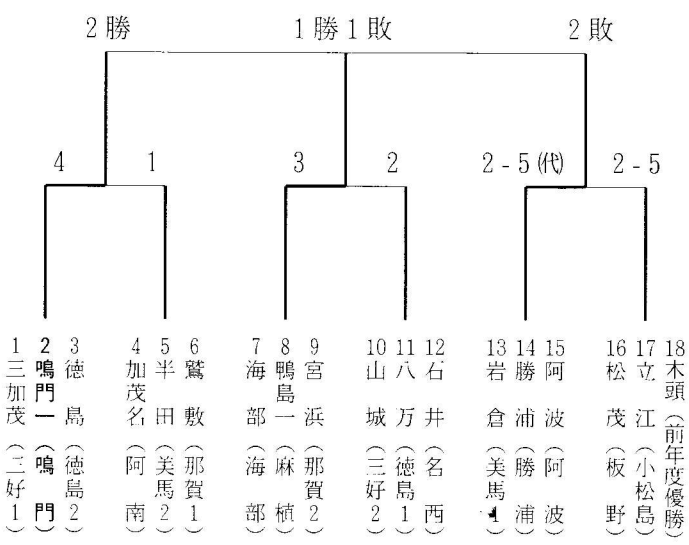 2勝 1勝1敗 2敗
4 1 3 2 2-5(代) 2-5
1 三加茂(三好1)
2 鳴門一(鳴門)
3 徳島(徳島2)
4 加茂名(阿南)
5 半田(美馬2)
6 鷲敷(那賀1)
7 海部(海部)
8 鴨島一(麻植)
9 宮浜(那賀2)
10 山城(三好2)
11 八万(徳島1)
12 石井(名西)
13 岩倉(美馬1)
14 勝浦(勝浦)
15 阿波(阿波)
16 松茂(板野)
17 立江(小松島)
18 木頭(前年度優勝)